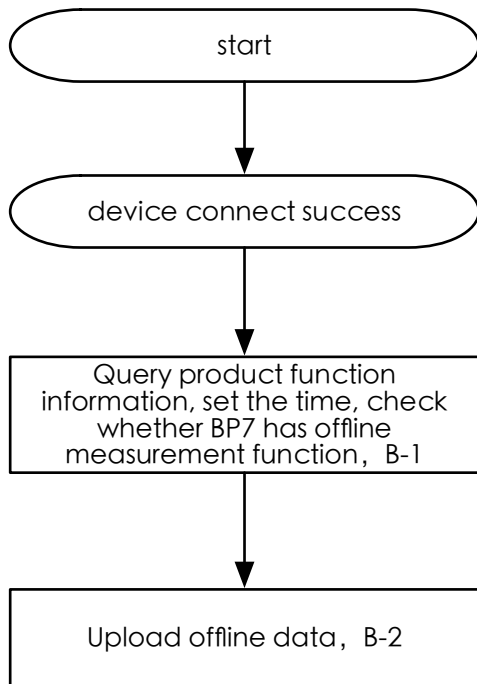 start
device connect success
Query product function
information, set the time, check
whether BP7 has offline
measurement function，B-1
Upload offline data，B-2